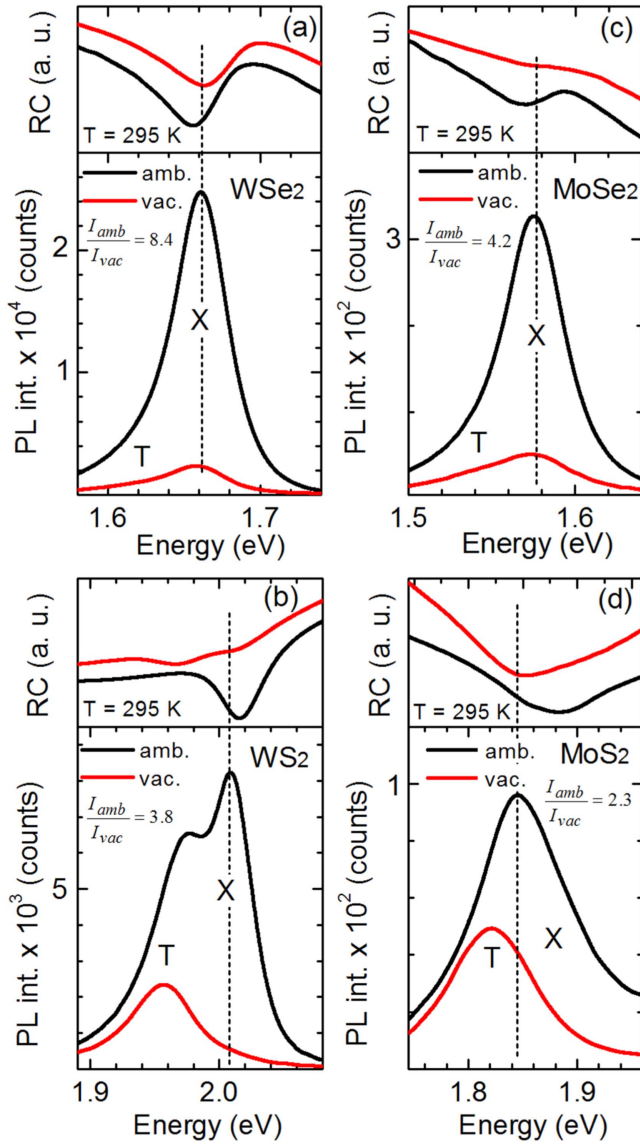 (a)
RC (a. u.)
T = 295 K
amb.
vac.
WSe2
I_amb
I_vac = 8.4
PL int. x 10^4 (counts)
2
1
X
T
1.6 1.7
Energy (eV)
(c)
RC (a. u.)
T = 295 K
amb.
vac.
MoSe2
I_amb
I_vac = 4.2
PL int. x 10^2 (counts)
3
X
T
1.5 1.6
Energy (eV)
(b)
RC (a. u.)
T = 295 K
amb.
vac.
WS2
I_amb
I_vac = 3.8
PL int. x 10^3 (counts)
5
X
T
1.9 2.0
Energy (eV)
(d)
RC (a. u.)
T = 295 K
amb.
vac.
MoS2
I_amb
I_vac = 2.3
PL int. x 10^2 (counts)
1
X
T
1.8 1.9
Energy (eV)